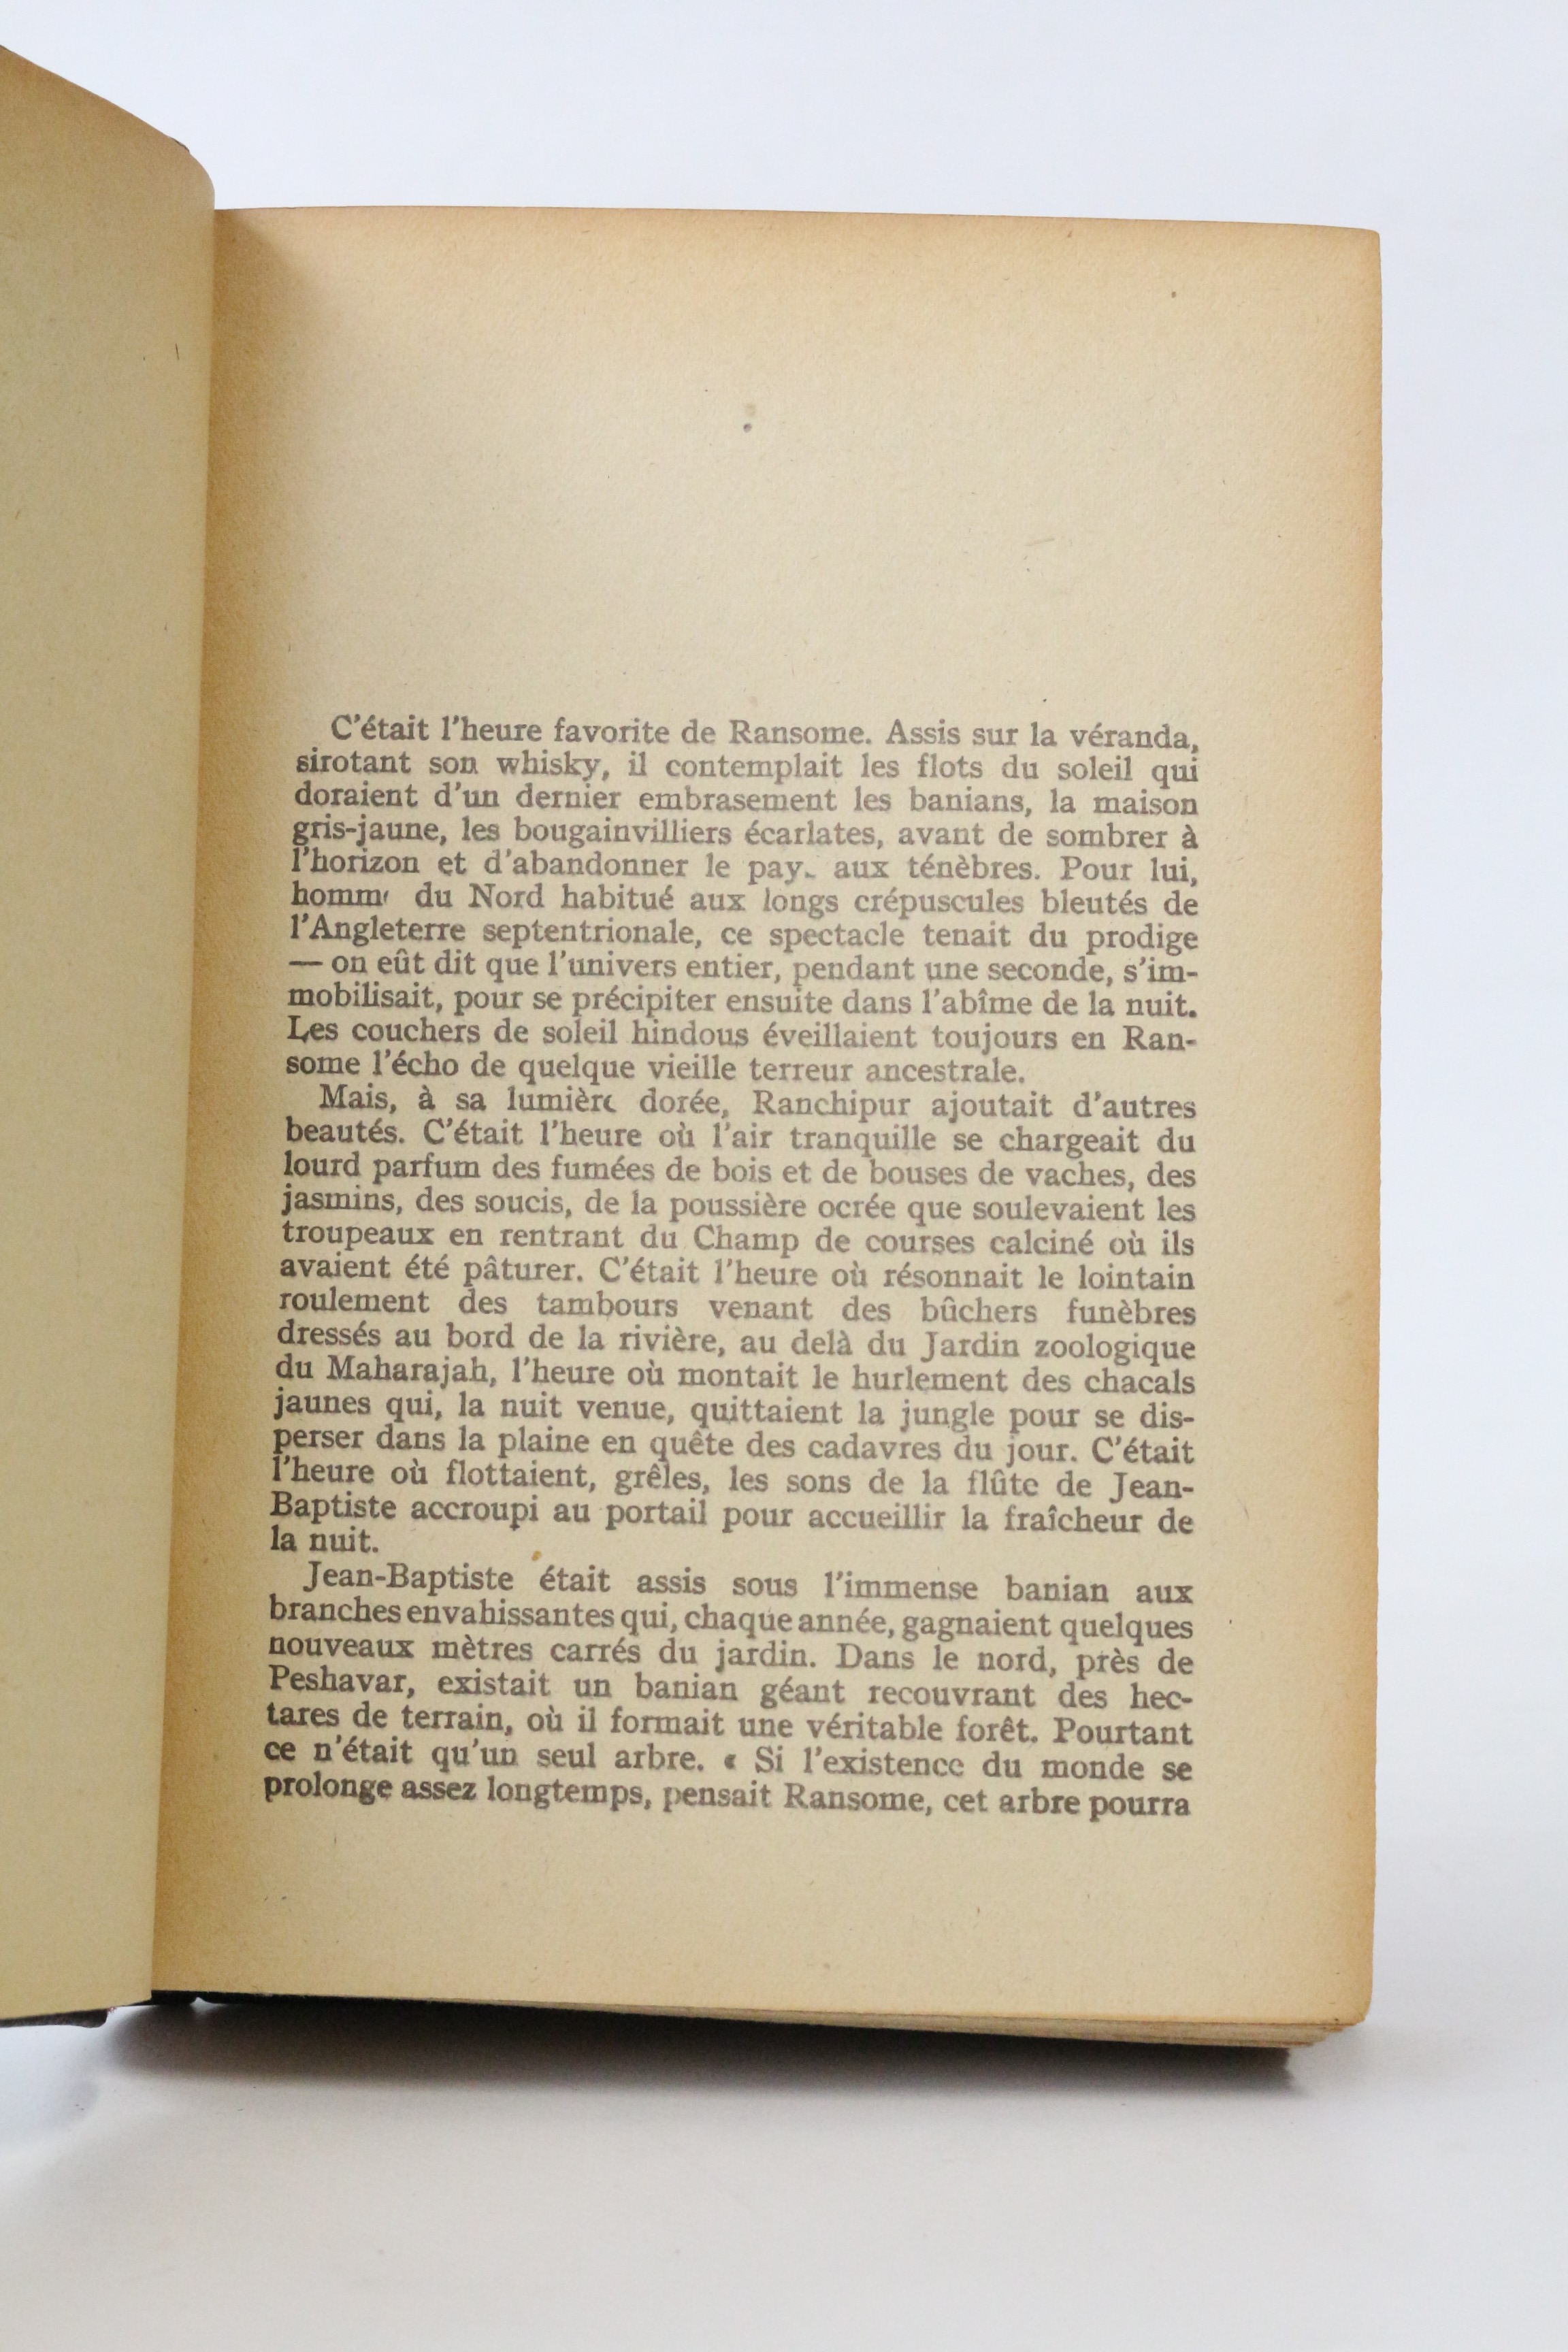 C'était l'heure favorite de Ransome. Assis sur la véranda,
sirotant son whisky, il contemplait les flots du soleil qui
doraient d'un dernier embrasement les banians, la maison
gris-jaune, les bougainvilliers écarlates, avant de sombrer à
l'horizon et d'abandonner le pay. aux ténèbres. Pour lui,
homm' du Nord habitué aux longs crépuscules bleutés de
l'Angleterre septentrionale, ce spectacle tenait du prodige
— on eût dit que l'univers entier, pendant une seconde, s'im-
mobilisait, pour se précipiter ensuite dans l'abîme de la nuit.
Les couchers de soleil hindous éveillaient toujours en Ran-
some l'écho de quelque vieille terreur ancestrale.
Mais, à sa lumière dorée, Ranchipur ajoutait d'autres
beautés. C'était l'heure où l'air tranquille se chargeait du
lourd parfum des fumées de bois et de bouses de vaches, des
jasmins, des soucis, de la poussière ocrée que soulevaient les
troupeaux en rentrant du Champ de courses calciné où ils
avaient été pâturer. C'était l'heure où résonnait le lointain
roulement des tambours venant des bûchers funèbres
dressés au bord de la rivière, au delà du Jardin zoologique
du Maharajah, l'heure où montait le hurlement des chacals
jaunes qui, la nuit venue, quittaient la jungle pour se dis-
perser dans la plaine en quête des cadavres du jour. C'était
l'heure où flottaient, grêles, les sons de la flûte de Jean-
Baptiste accroupi au portail pour accueillir la fraîcheur de
la nuit.
Jean-Baptiste était assis sous l'immense banian aux
branches envahissantes qui, chaque année, gagnaient quelques
nouveaux mètres carrés du jardin. Dans le nord, près de
Peshavar, existait un banian géant recouvrant des hec-
tares de terrain, où il formait une véritable forêt. Pourtant
ce n'était qu'un seul arbre. « Si l'existence du monde se
prolonge assez longtemps, pensait Ransome, cet arbre pourra